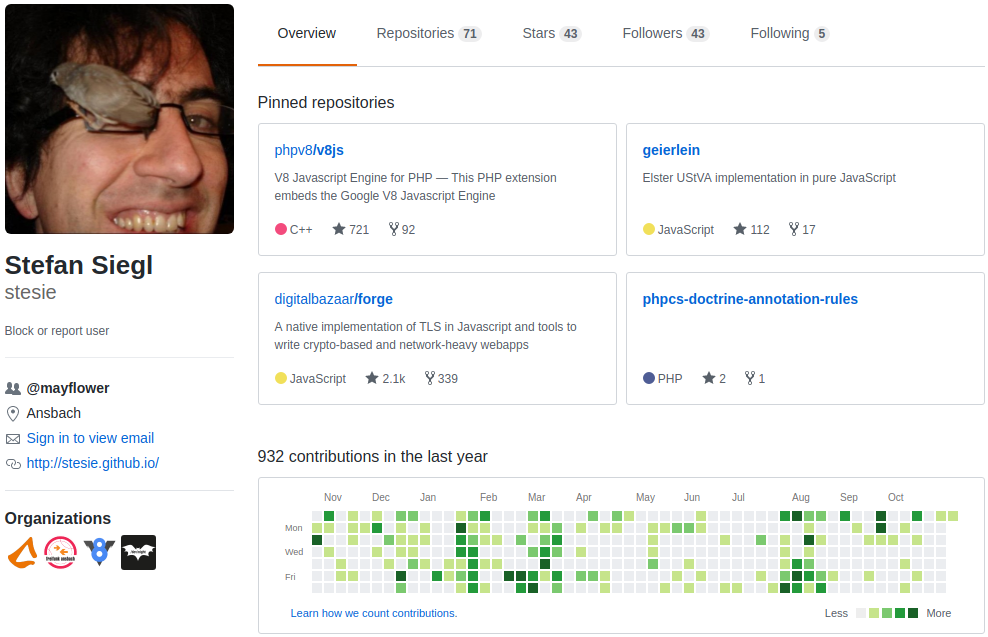 Overview Repositories 71 Stars 43 Followers 43 Following 5
Stefan Siegl
stesie
Block or report user
@mayflower
Ansbach
Sign in to view email
http://stesie.github.io/
Organizations
Pinned repositories
phpv8/v8js
V8 Javascript Engine for PHP — This PHP extension
embeds the Google V8 Javascript Engine
C++ 721 92
geierlein
Elster UStVA implementation in pure JavaScript
JavaScript 112 17
digitalbazaar/forge
A native implementation of TLS in Javascript and tools to
write crypto-based and network-heavy webapps
JavaScript 2.1k 339
phpcs-doctrine-annotation-rules
PHP 2 1
932 contributions in the last year
Nov Dec Jan Feb Mar Apr May Jun Jul Aug Sep Oct
Mon
Wed
Fri
Learn how we count contributions.
Less More